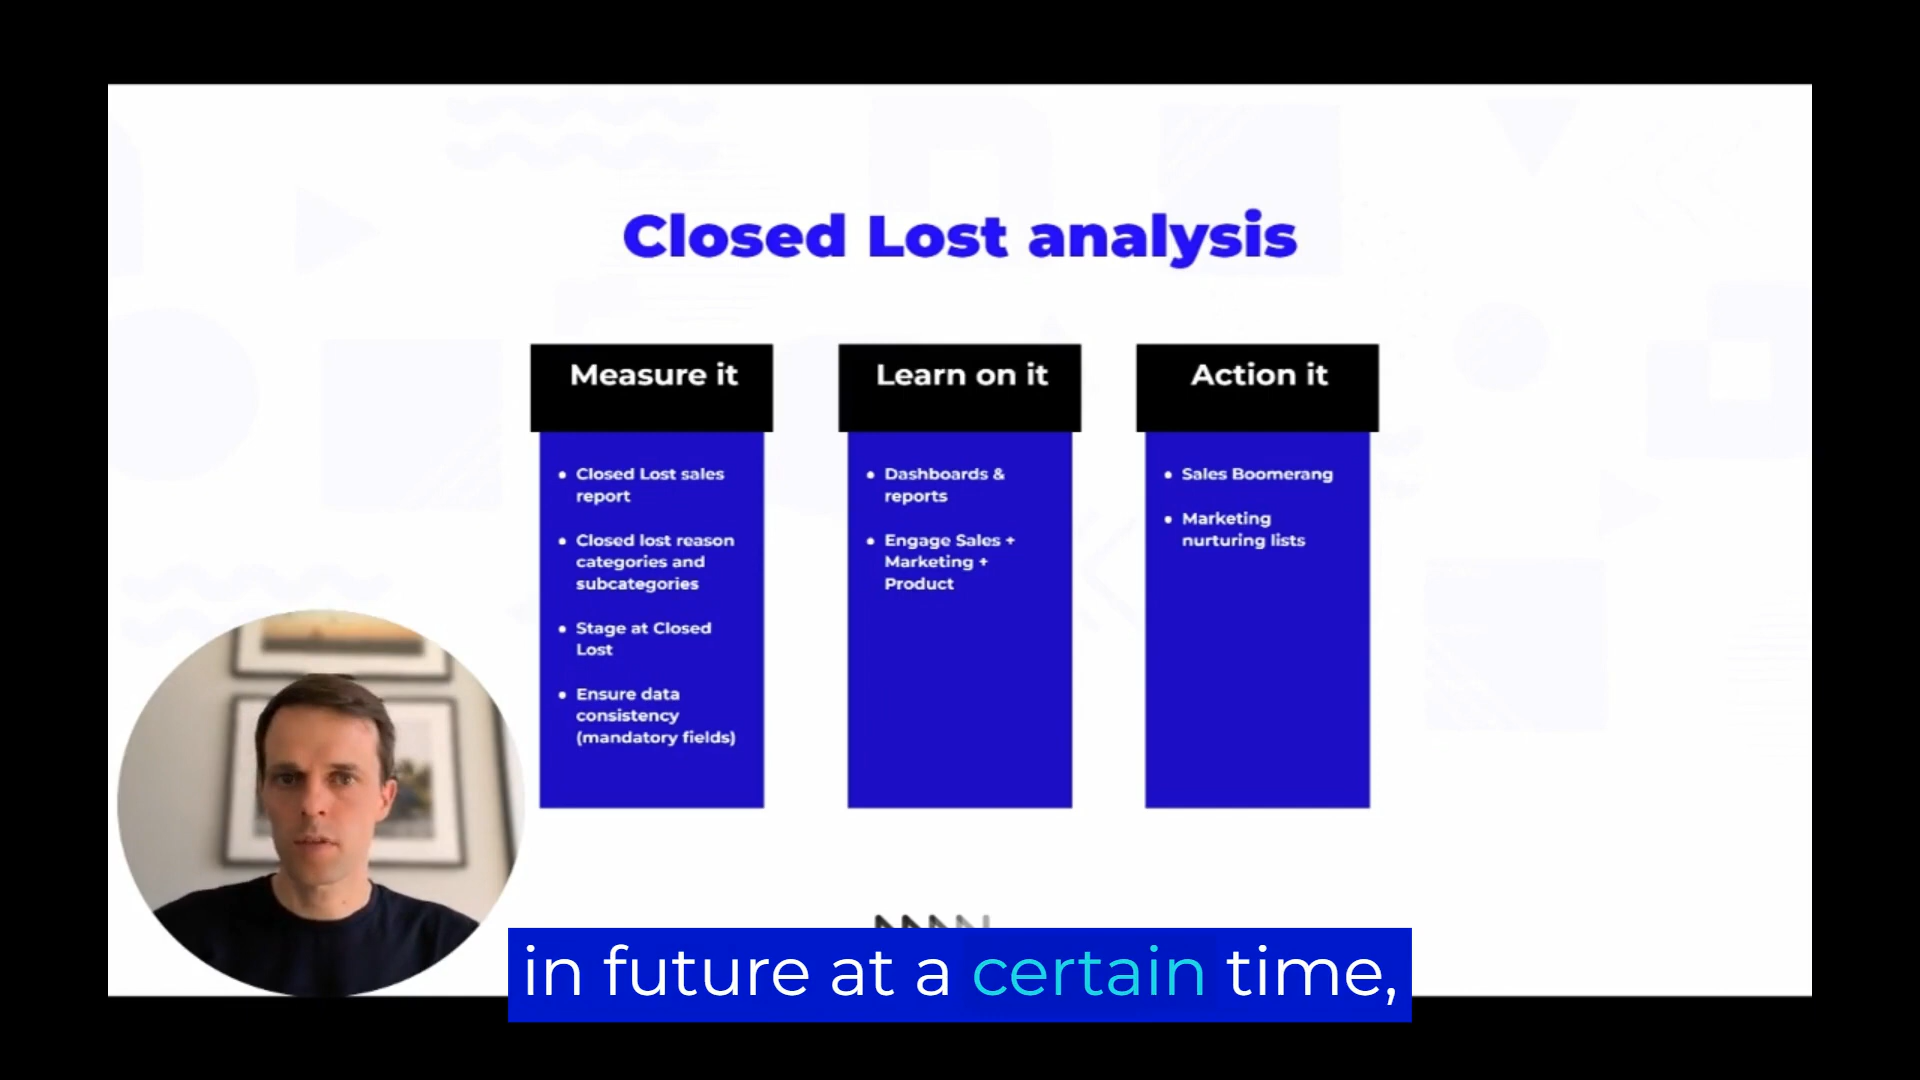 Closed Lost analysis
Measure it
• Closed Lost sales
report
• Closed lost reason
categories and
subcategories
• Stage at Closed
Lost
• Ensure data
consistency
(mandatory fields)
Learn on it
• Dashboards &
reports
• Engage Sales +
Marketing +
Product
Action it
• Sales Boomerang
• Marketing
nurturing lists
in future at a certain time,